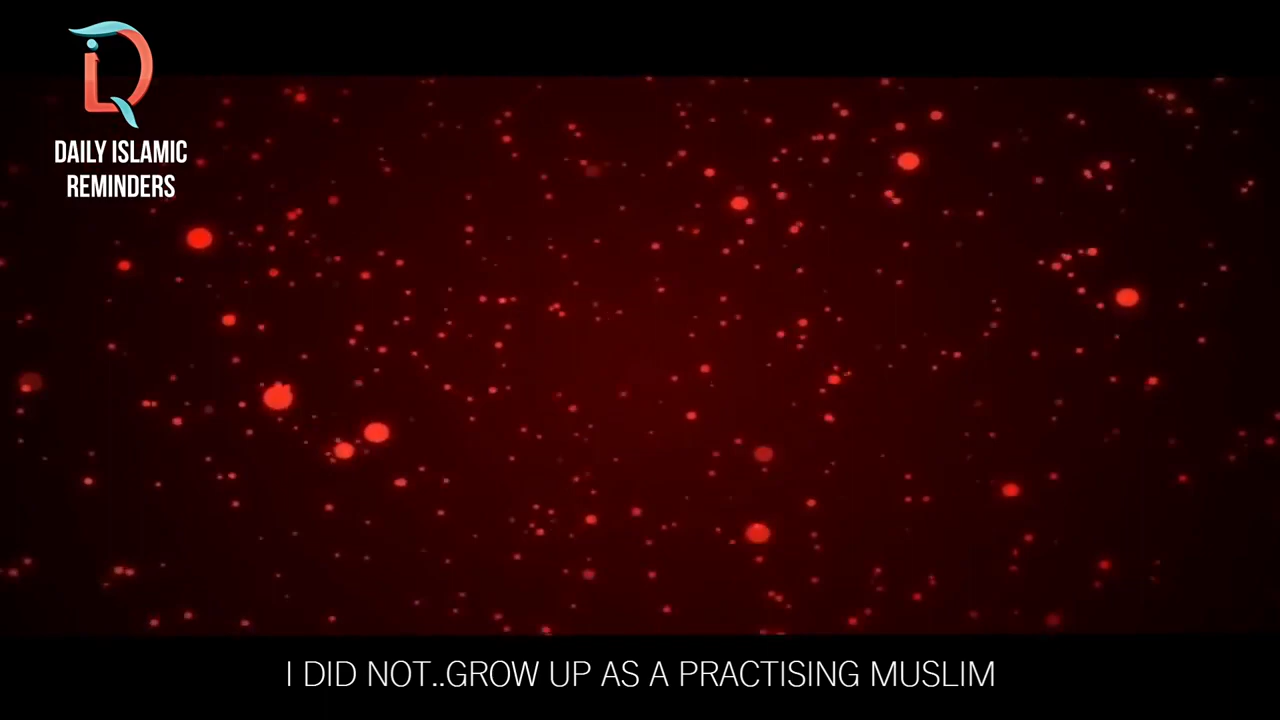 DAILY ISLAMIC
REMINDERS
I DID NOT..GROW UP AS A PRACTISING MUSLIM